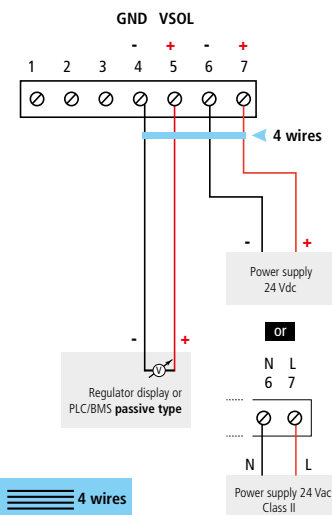 GND VSOL
- + - +
1 2 3 4 5 6 7
4 wires
- +
Power supply
24 Vdc
or
- +
N L
6 7
V
Regulator display or
PLC/BMS passive type
N L
4 wires
Power supply 24 Vac
Class II